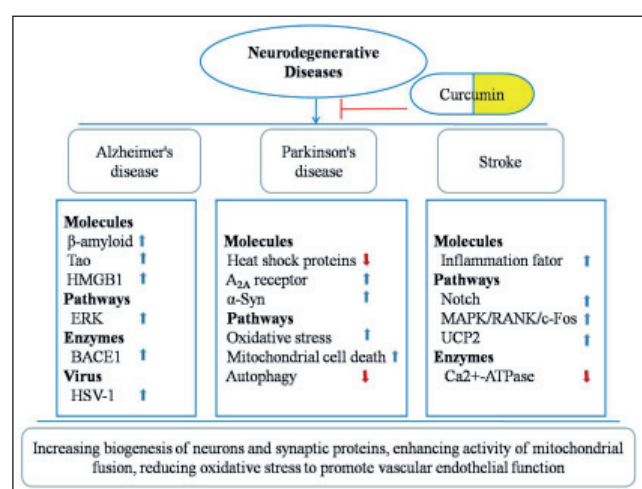 Neurodegenerative
Diseases
Curcumin
Alzheimer's
disease
Parkinson's
disease
Stroke
Molecules
β-amyloid ⬆
Tao ⬆
HMGB1 ⬆
Pathways
ERK ⬆
Enzymes
BACE1 ⬆
Virus
HSV-1 ⬆
Molecules
Heat shock proteins ⬇
A2A receptor ⬆
α-Syn ⬆
Pathways
Oxidative stress ⬆
Mitochondrial cell death ⬆
Autophagy ⬇
Molecules
Inflammation fator ⬆
Pathways
Notch ⬆
MAPK/RANK/c-Fos ⬆
UCP2 ⬆
Enzymes
Ca2+-ATPase ⬇
Increasing biogenesis of neurons and synaptic proteins, enhancing activity of mitochondrial
fusion, reducing oxidative stress to promote vascular endothelial function